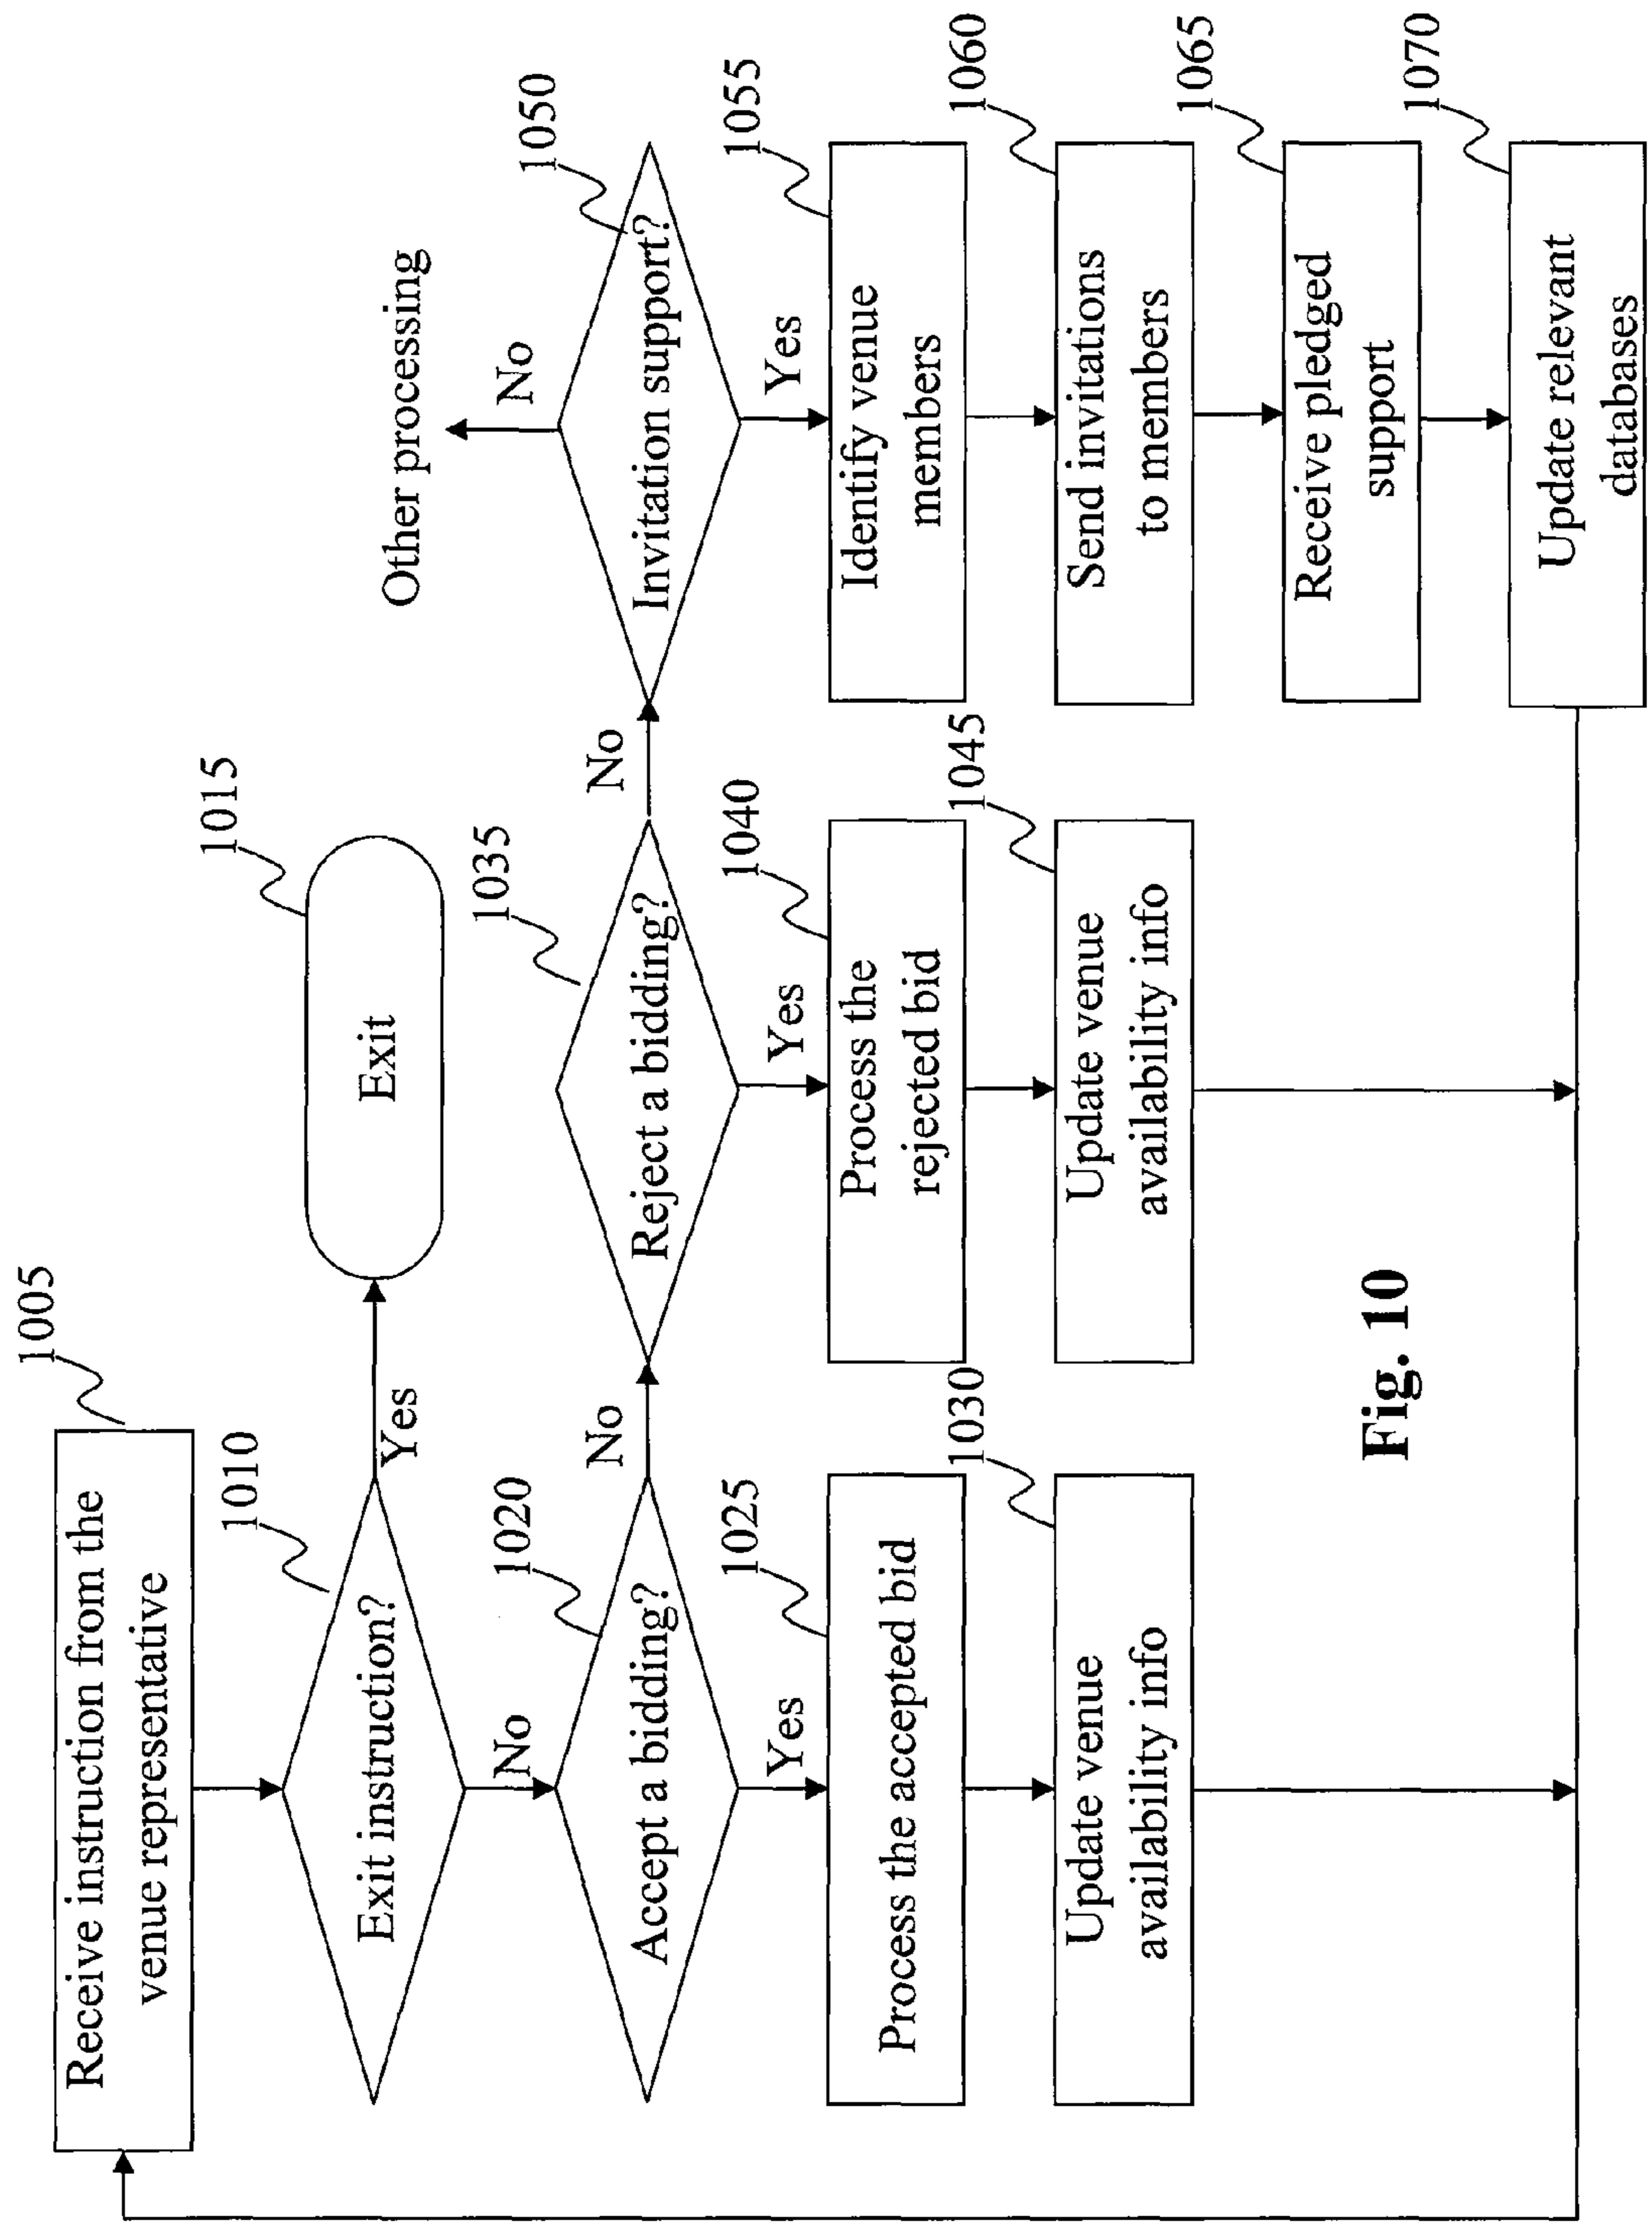 1005
Receive instruction from the
venue representative
1010
Exit instruction?
Yes
1015
Exit
No
1020
Accept a bidding?
No
1035
Reject a bidding?
No
1050
Invitation support?
No
Other processing
Yes
1025
Process the accepted bid
1030
Update venue
availability info
Yes
1040
Process the
rejected bid
1045
Update venue
availability info
Yes
1055
Identify venue
members
1060
Send invitations
to members
1065
Receive pledged
support
1070
Update relevant
databases
Fig. 10